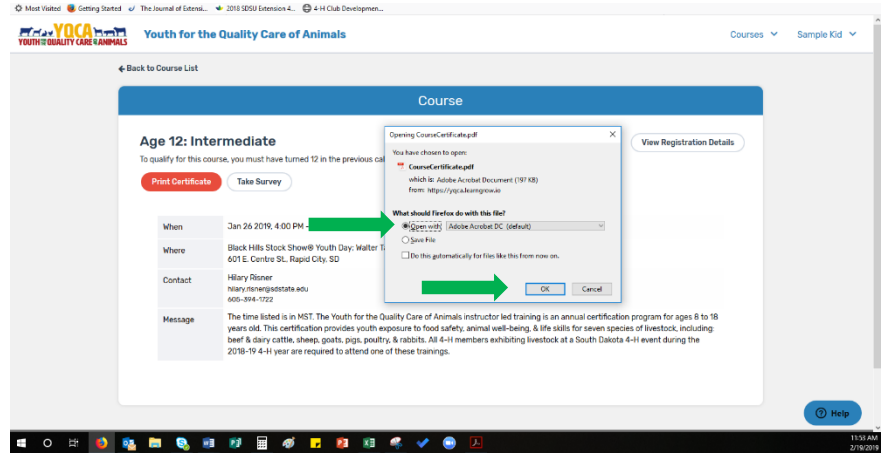 Most Visited Getting Started The Journal of Extensi... 2018 SDSU Extension 4... 4-H Club Developmen...
YQCA
YOUTH FOR THE QUALITY CARE OF ANIMALS
Youth for the Quality Care of Animals
Courses
Sample Kid
Back to Course List
Course
Age 12: Intermediate
View Registration Details
To qualify for this course, you must have turned 12 in the previous cal
Print Certificate
Take Survey
When
Jan 26 2019, 4:00 PM -
Where
Black Hills Stock Show® Youth Day: Walter T
601 E. Centre St., Rapid City, SD
Contact
Hilary Risner
hilary.risner@sdstate.edu
605-394-1722
Message
The time listed is in MST. The Youth for the Quality Care of Animals instructor led training is an annual certification program for ages 8 to 18
years old. This certification provides youth exposure to food safety, animal well-being, & life skills for seven species of livestock, including:
beef & dairy cattle, sheep, goats, pigs, poultry, & rabbits. All 4-H members exhibiting livestock at a South Dakota 4-H event during the
2018-19 4-H year are required to attend one of these trainings.
Opening CourseCertificate.pdf
You have chosen to open:
CourseCertificate.pdf
which is: Adobe Acrobat Document (197 KB)
from: https://yqca.learngrow.io
What should Firefox do with this file?
Open with Adobe Acrobat DC (default)
Save File
Do this automatically for files like this from now on.
OK
Cancel
Help
11:53 AM
2/19/2019